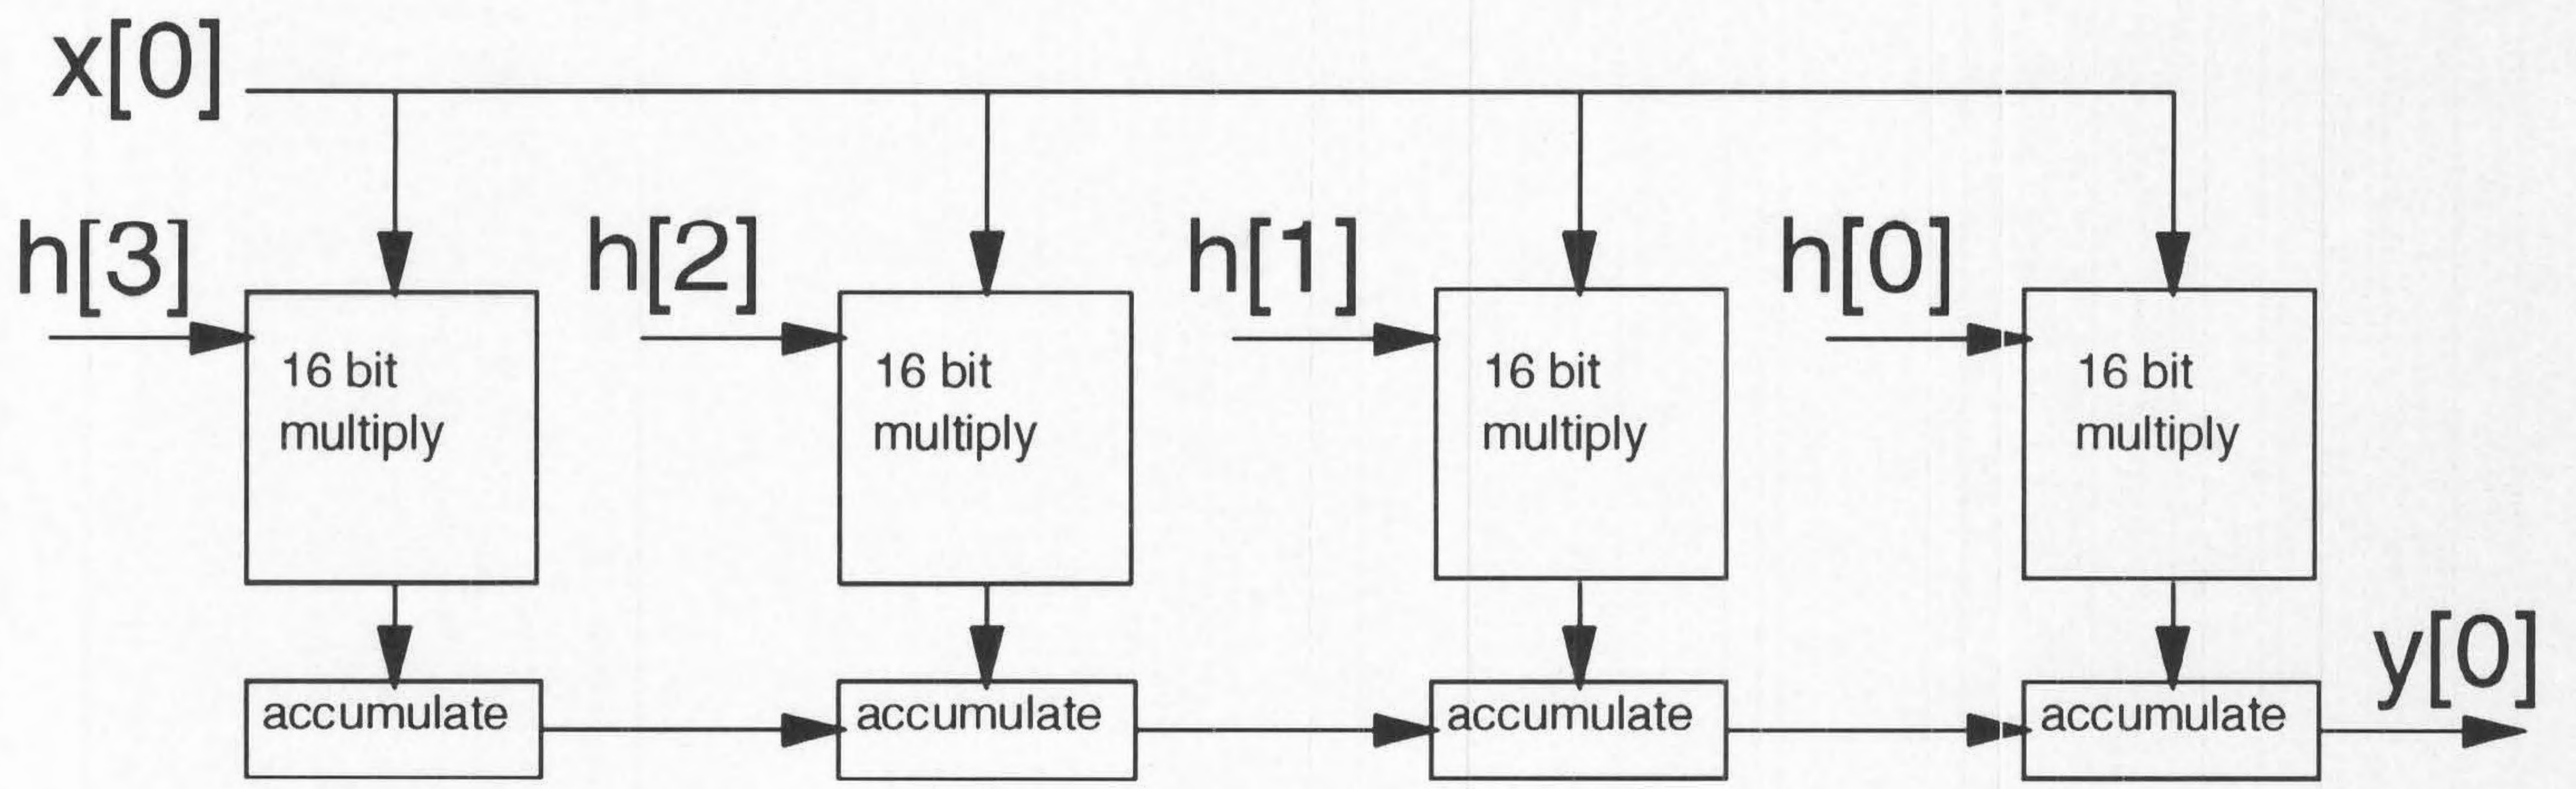 x[0]
h[3]
h[2]
h[1]
h[0]
16 bit
multiply
16 bit
multiply
16 bit
multiply
16 bit
multiply
y[0]
accumulate
accumulate
accumulate
accumulate